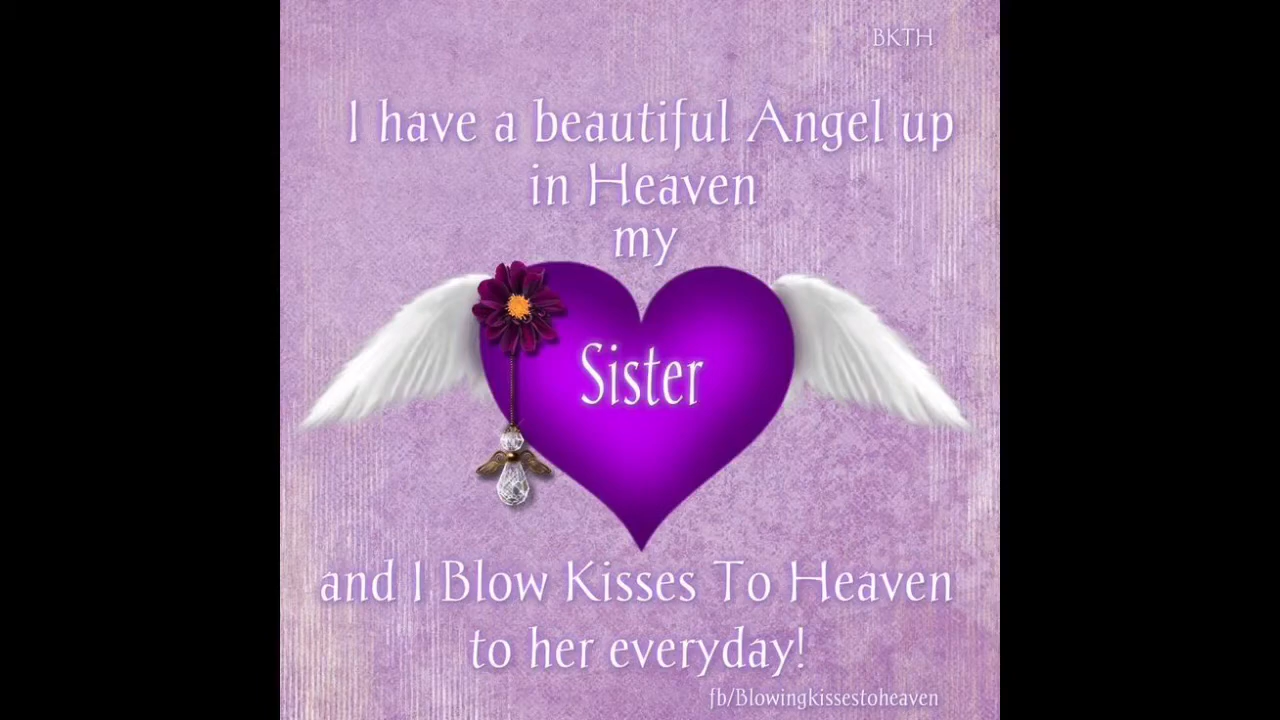 BKTH
I have a beautiful Angel up
in Heaven
my
Sister
and I Blow Kisses To Heaven
to her everyday!
fb/Blowingkissestoheaven